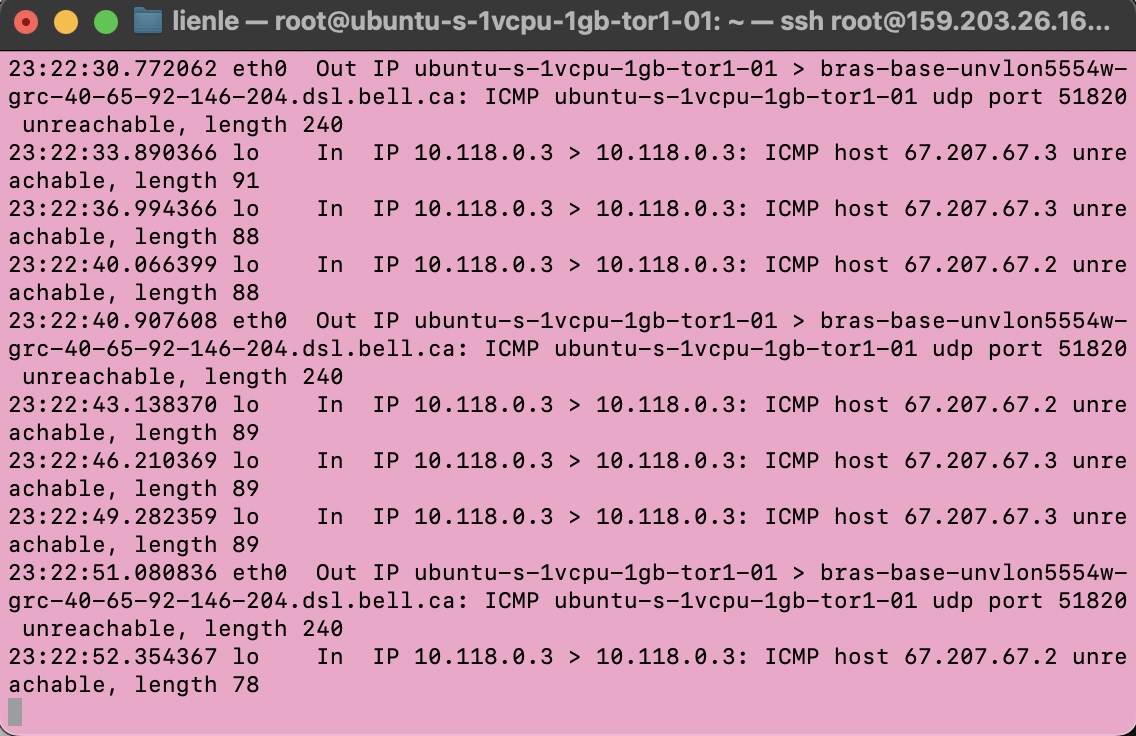 lienle — root@ubuntu-s-1vcpu-1gb-tor1-01: ~ — ssh root@159.203.26.16...
23:22:30.772062 eth0  Out IP ubuntu-s-1vcpu-1gb-tor1-01 > bras-base-unvlon5554w-
grc-40-65-92-146-204.dsl.bell.ca: ICMP ubuntu-s-1vcpu-1gb-tor1-01 udp port 51820
 unreachable, length 240
23:22:33.890366 lo    In  IP 10.118.0.3 > 10.118.0.3: ICMP host 67.207.67.3 unre
achable, length 91
23:22:36.994366 lo    In  IP 10.118.0.3 > 10.118.0.3: ICMP host 67.207.67.3 unre
achable, length 88
23:22:40.066399 lo    In  IP 10.118.0.3 > 10.118.0.3: ICMP host 67.207.67.2 unre
achable, length 88
23:22:40.907608 eth0  Out IP ubuntu-s-1vcpu-1gb-tor1-01 > bras-base-unvlon5554w-
grc-40-65-92-146-204.dsl.bell.ca: ICMP ubuntu-s-1vcpu-1gb-tor1-01 udp port 51820
 unreachable, length 240
23:22:43.138370 lo    In  IP 10.118.0.3 > 10.118.0.3: ICMP host 67.207.67.2 unre
achable, length 89
23:22:46.210369 lo    In  IP 10.118.0.3 > 10.118.0.3: ICMP host 67.207.67.3 unre
achable, length 89
23:22:49.282359 lo    In  IP 10.118.0.3 > 10.118.0.3: ICMP host 67.207.67.3 unre
achable, length 89
23:22:51.080836 eth0  Out IP ubuntu-s-1vcpu-1gb-tor1-01 > bras-base-unvlon5554w-
grc-40-65-92-146-204.dsl.bell.ca: ICMP ubuntu-s-1vcpu-1gb-tor1-01 udp port 51820
 unreachable, length 240
23:22:52.354367 lo    In  IP 10.118.0.3 > 10.118.0.3: ICMP host 67.207.67.2 unre
achable, length 78